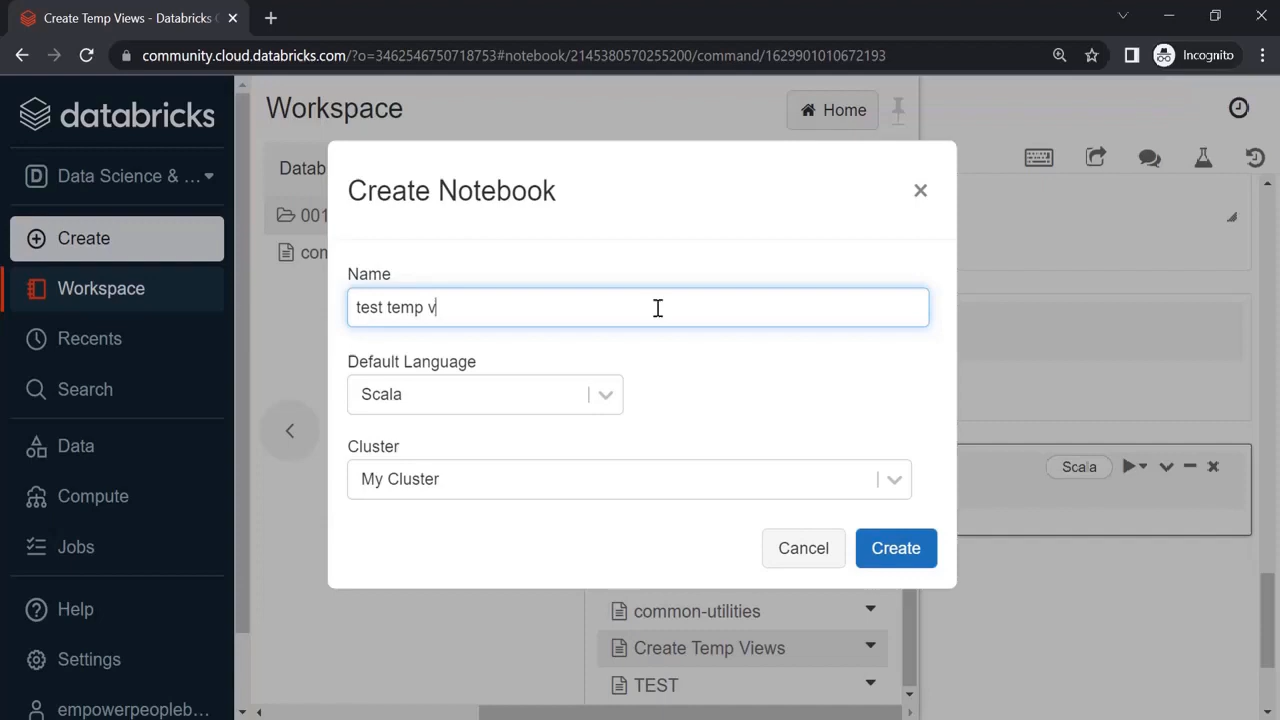 Create Temp Views - Databricks C
community.cloud.databricks.com/?o=3462546750718753#notebook/2145380570255200/command/1629901010672193
Incognito
databricks
Workspace
Home
D
Data Science & ...
Datab
001
Create
com
Workspace
Recents
Search
Data
Compute
Jobs
Help
Settings
empowerpeopleb...
Create Notebook
Name
test temp v
Default Language
Scala
Cluster
My Cluster
Cancel
Create
Scala
common-utilities
Create Temp Views
TEST